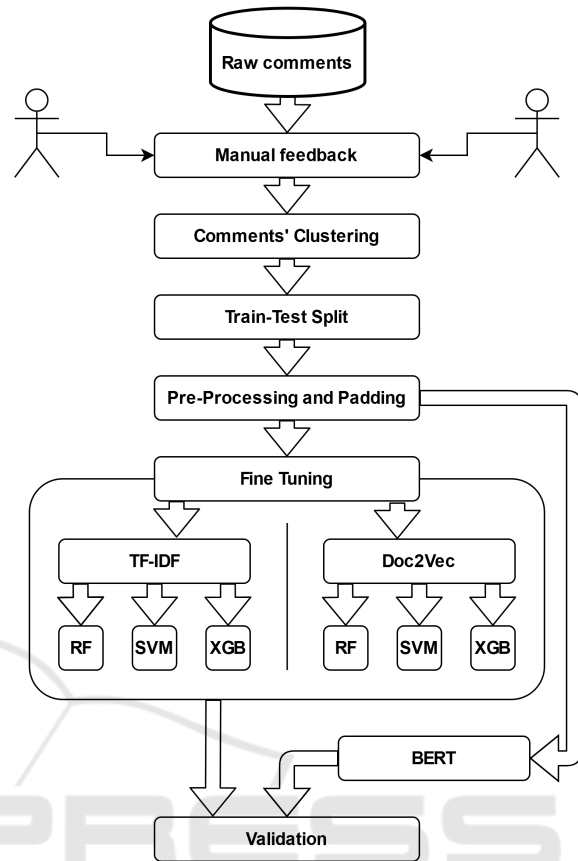 Raw comments
Manual feedback
Comments' Clustering
Train-Test Split
Pre-Processing and Padding
Fine Tuning
TF-IDF
Doc2Vec
RF
SVM
XGB
RF
SVM
XGB
BERT
Validation
PRESS